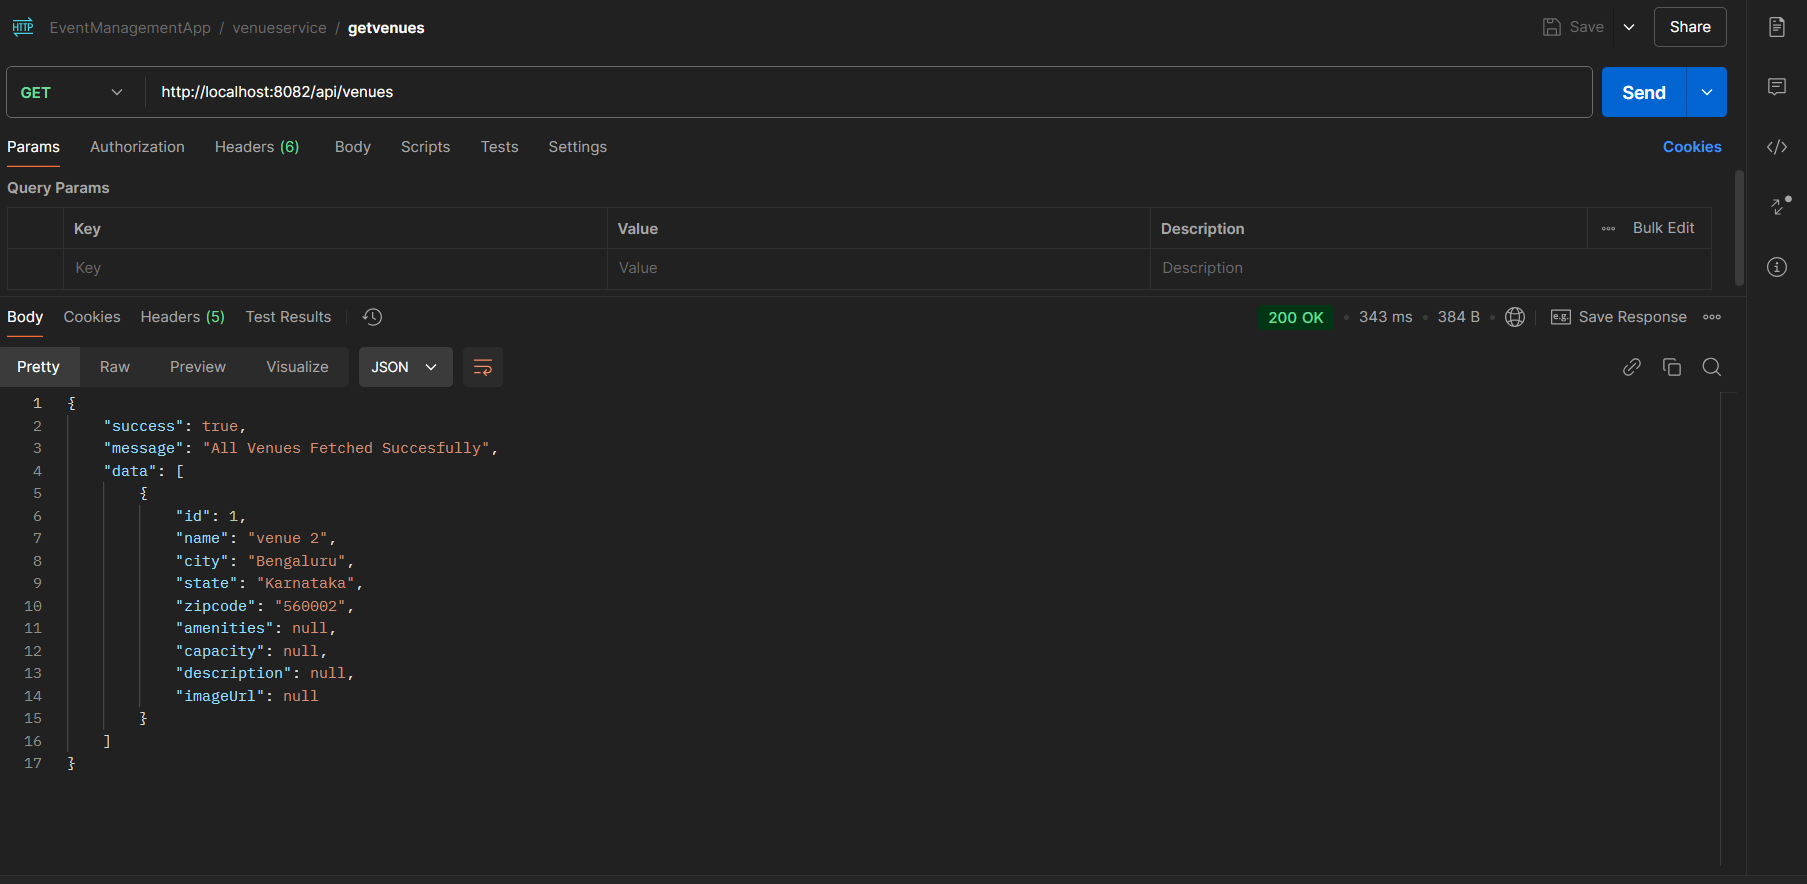 HTTP EventManagementApp / venueservice / getvenues Save Share
GET http://localhost:8082/api/venues Send
Params Authorization Headers (6) Body Scripts Tests Settings Cookies
Query Params
Key Value Description Bulk Edit
Key Value Description
Body Cookies Headers (5) Test Results 200 OK • 343 ms • 384 B • e.g. Save Response
Pretty Raw Preview Visualize JSON
1 {
2 "success": true,
3 "message": "All Venues Fetched Succesfully",
4 "data": [
5 {
6 "id": 1,
7 "name": "venue 2",
8 "city": "Bengaluru",
9 "state": "Karnataka",
10 "zipcode": "560002",
11 "amenities": null,
12 "capacity": null,
13 "description": null,
14 "imageUrl": null
15 }
16 ]
17 }